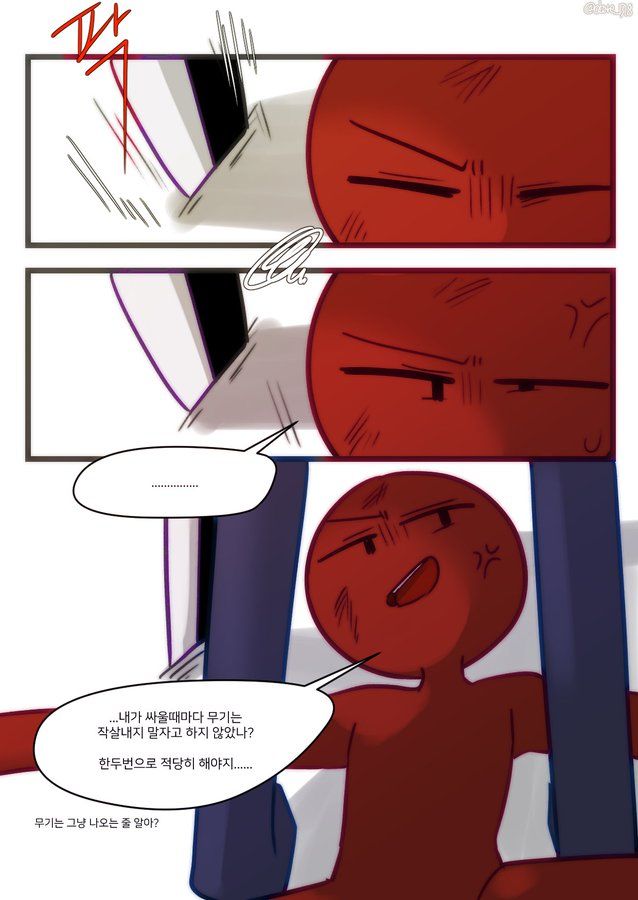 팍
...............
...내가 싸울때마다 무기는
작살내지 말자고 하지 않았나?
한두번으로 적당히 해야지......
무기는 그냥 나오는 줄 알아?